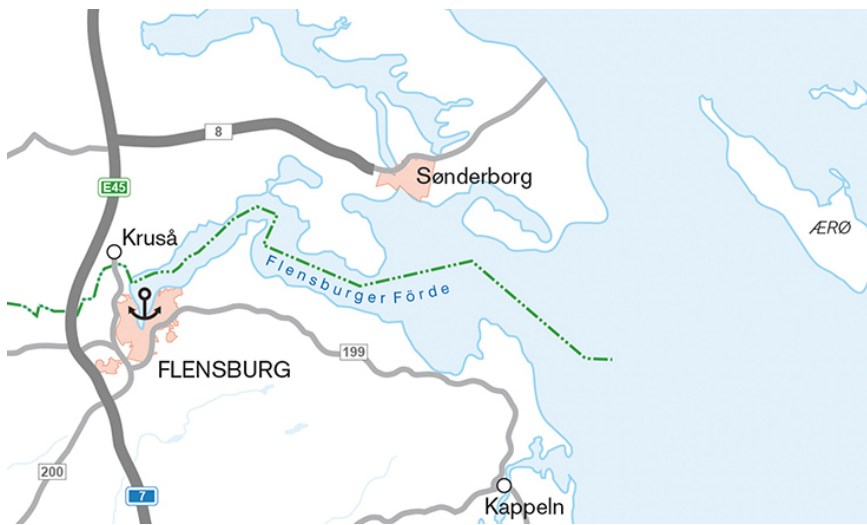 8
Sønderborg
E45
ÆRØ
Kruså
Flensburger Förde
199
FLENSBURG
200
7
Kappeln